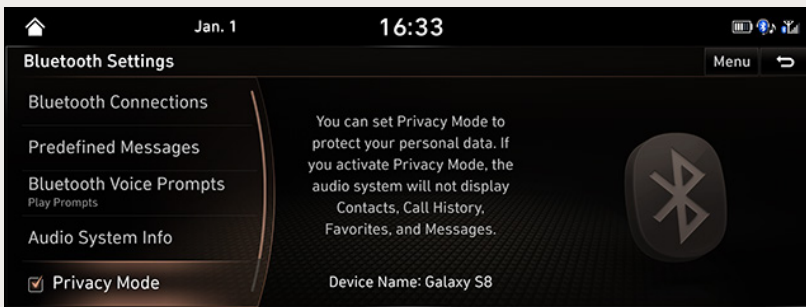 Jan. 1
16:33
Bluetooth Settings
Menu
Bluetooth Connections
Predefined Messages
Bluetooth Voice Prompts
Play Prompts
Audio System Info
Privacy Mode
You can set Privacy Mode to
protect your personal data. If
you activate Privacy Mode, the
audio system will not display
Contacts, Call History,
Favorites, and Messages.
Device Name: Galaxy S8